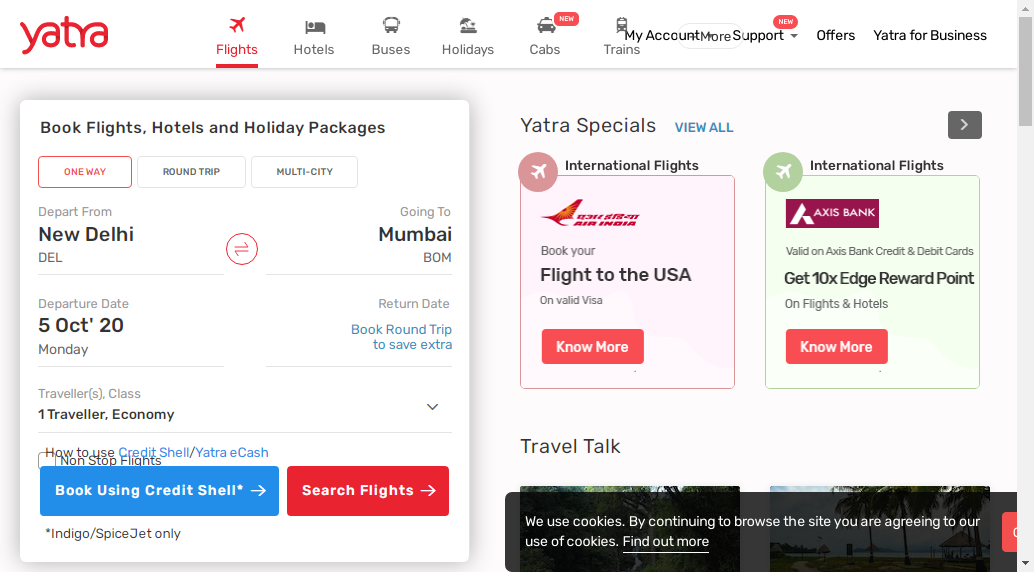 yatra
Flights
Hotels
Buses
Holidays
NEW
Cabs
Trains
My Account
More
NEW
Support
Offers
Yatra for Business
Book Flights, Hotels and Holiday Packages
ONE WAY
ROUND TRIP
MULTI-CITY
Depart From
New Delhi
DEL
Going To
Mumbai
BOM
Departure Date
5 Oct' 20
Monday
Return Date
Book Round Trip
to save extra
Traveller(s), Class
1 Traveller, Economy
How to use Credit Shell/Yatra eCash
Non Stop Flights
Book Using Credit Shell*
Search Flights
*Indigo/SpiceJet only
Yatra Specials
VIEW ALL
International Flights
एअर इंडिया
AIR INDIA
Book your
Flight to the USA
On valid Visa
Know More
International Flights
AXIS BANK
Valid on Axis Bank Credit & Debit Cards
Get 10x Edge Reward Point
On Flights & Hotels
Know More
Travel Talk
We use cookies. By continuing to browse the site you are agreeing to our
use of cookies. Find out more